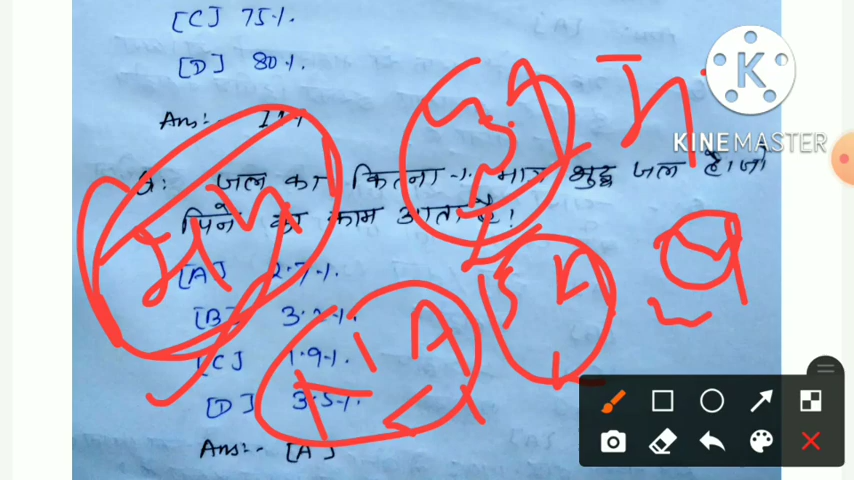 [C] 75%.
[D] 80%.
Ans:-
K
KINEMASTER
जल का कितना -%. भाग शुद्ध जल है। जो
पिने का काम आता है!
[A] 2.7%.
[B] 3.2%.
[C] 1.9%.
[D] 3.5%.
Ans:- [A]